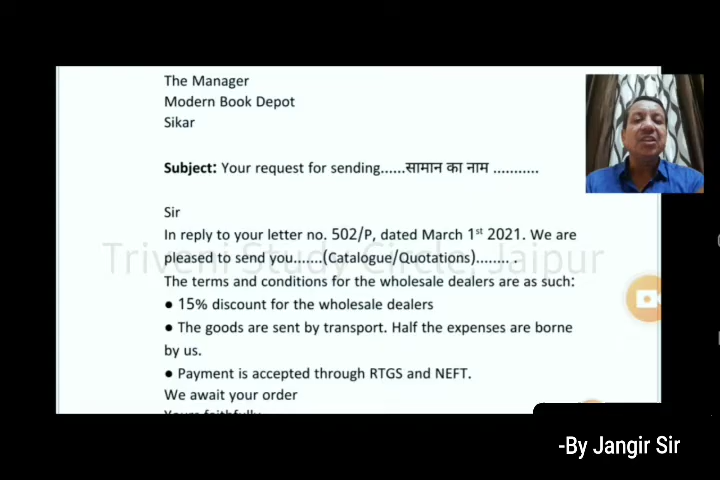 The Manager
Modern Book Depot
Sikar
Subject: Your request for sending......सामान का नाम ...........
Sir
In reply to your letter no. 502/P, dated March 1st 2021. We are
pleased to send you.......(Catalogue/Quotations)........ .
Triveni Study Circle, Jaipur
The terms and conditions for the wholesale dealers are as such:
● 15% discount for the wholesale dealers
● The goods are sent by transport. Half the expenses are borne
by us.
● Payment is accepted through RTGS and NEFT.
We await your order
Yours faithfully
-By Jangir Sir